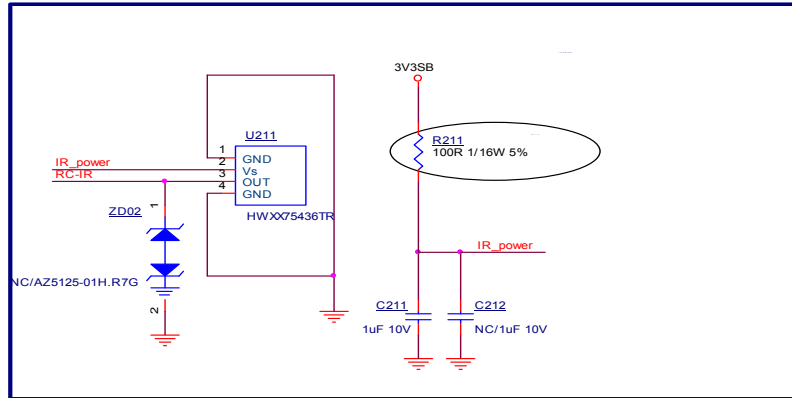 3V3SB
U211
R211
100R 1/16W 5%
1
GND
IR_power
2
Vs
RC-IR
3
OUT
4
GND
1
ZD02
HWXX75436TR
IR_power
NC/AZ5125-01H.R7G
2
C211
C212
1uF 10V
NC/1uF 10V